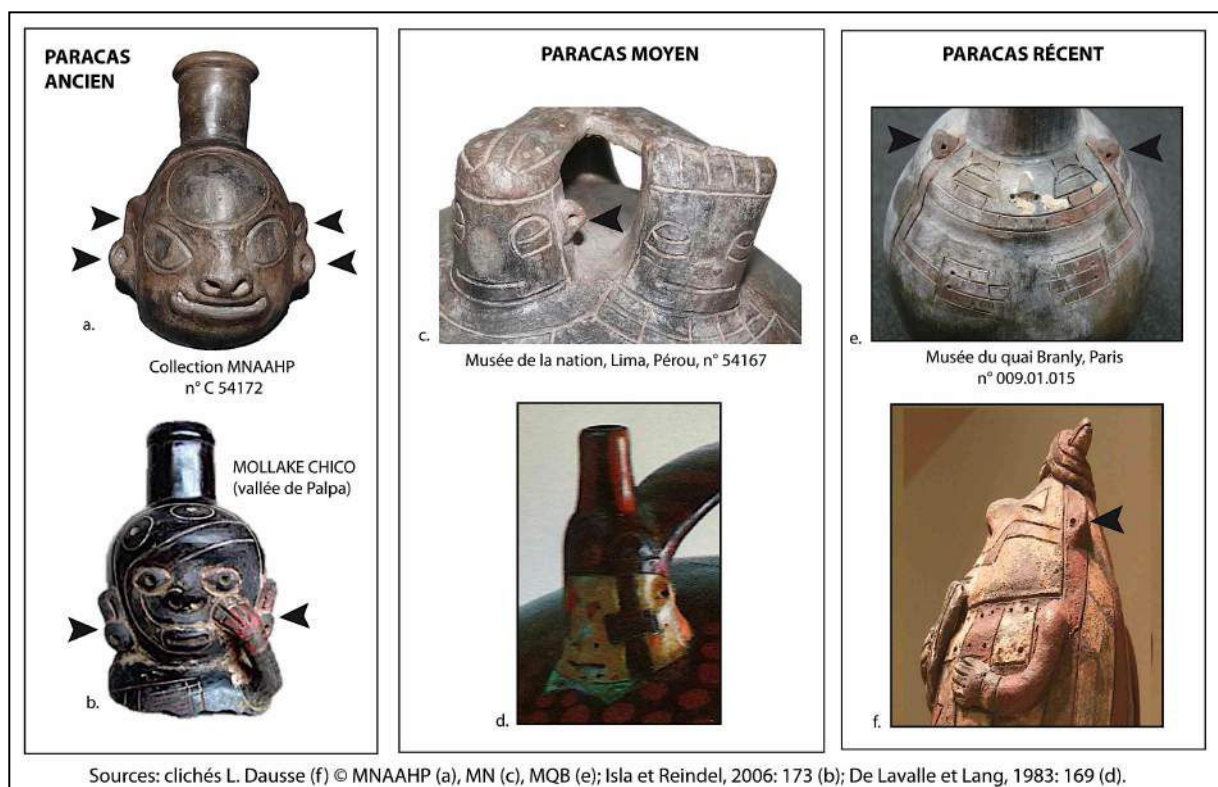 PARACAS
ANCIEN
a.
Collection MNAAHP
n° C 54172
MOLLAKE CHICO
(vallée de Palpa)
b.
PARACAS MOYEN
c.
Musée de la nation, Lima, Pérou, n° 54167
d.
PARACAS RÉCENT
e.
Musée du quai Branly, Paris
n° 009.01.015
f.
Sources: clichés L. Dausse (f) © MNAAHP (a), MN (c), MQB (e); Isla et Reindel, 2006: 173 (b); De Lavalle et Lang, 1983: 169 (d).